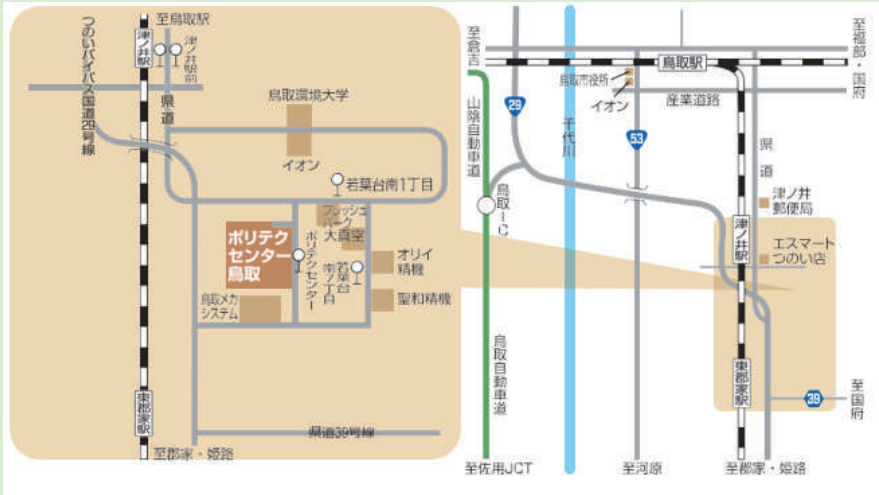 至鳥取駅
津ノ井駅
津ノ井駅前
つのいバイパス国道29号線
県道
鳥取環境大学
イオン
若葉台南1丁目
フレッシュ
パーク
大真空
ポリテク
センター
鳥取
ポリテクセンター
若葉台
南7丁目
オリイ
精機
聖和精機
鳥取メカ
システム
東郡家駅
県道39号線
至郡家・姫路
至倉吉
山陰自動車道
29
千代川
鳥取IC
鳥取自動車道
至佐用JCT
鳥取駅
鳥取市役所
イオン
産業道路
53
至福部・国府
県道
津ノ井
郵便局
津ノ井駅
エスマート
つのい店
東郡家駅
39
至国府
至河原
至郡家・姫路